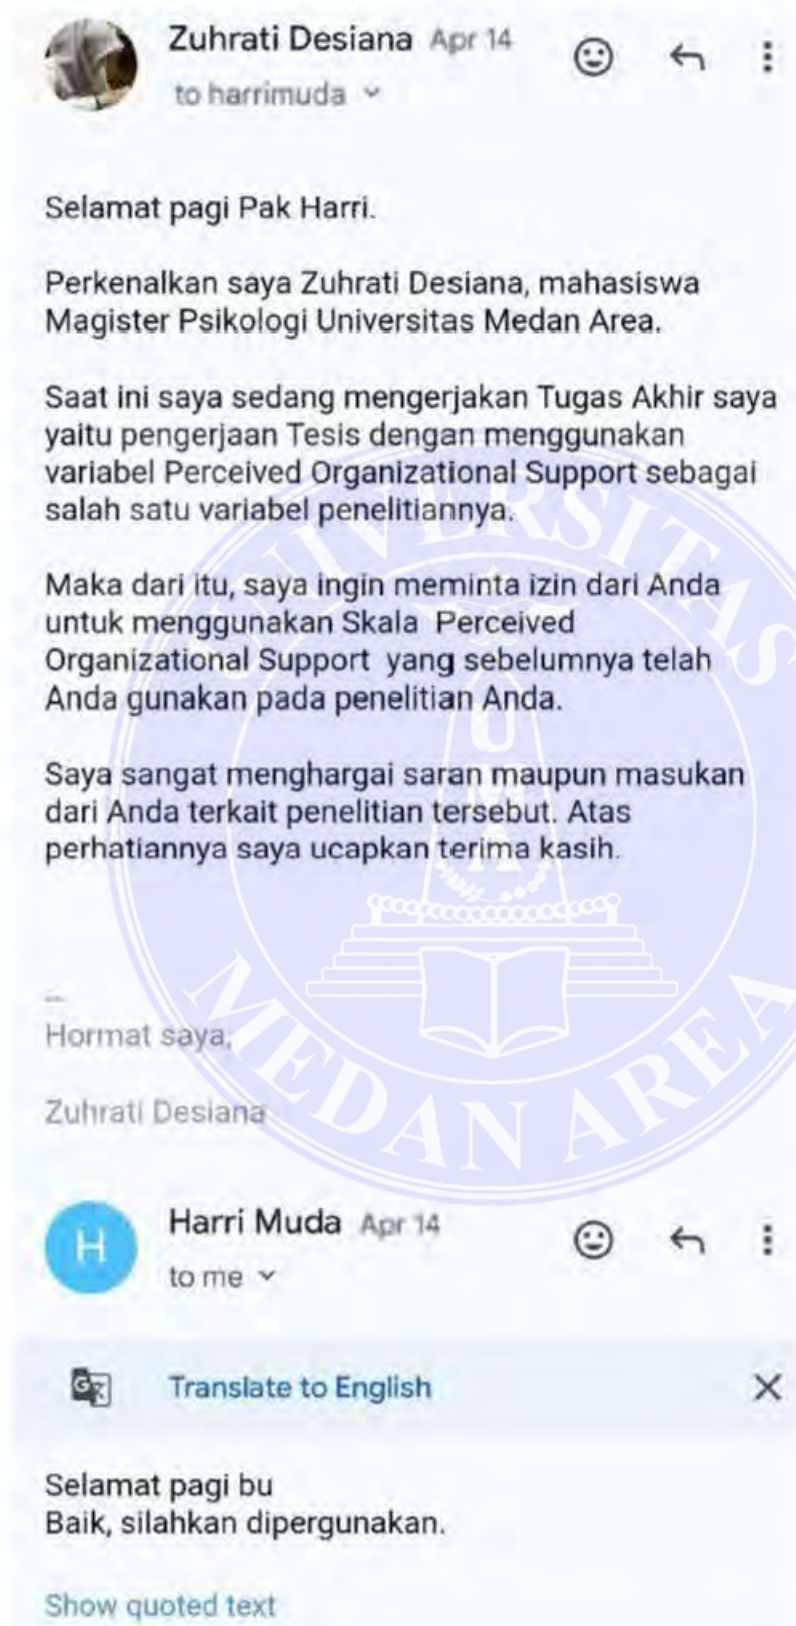 Zuhrati Desiana Apr 14
to harrimuda
Selamat pagi Pak Harri.
Perkenalkan saya Zuhrati Desiana, mahasiswa
Magister Psikologi Universitas Medan Area.
Saat ini saya sedang mengerjakan Tugas Akhir saya
yaitu pengerjaan Tesis dengan menggunakan
variabel Perceived Organizational Support sebagai
salah satu variabel penelitiannya.
Maka dari itu, saya ingin meminta izin dari Anda
untuk menggunakan Skala Perceived
Organizational Support yang sebelumnya telah
Anda gunakan pada penelitian Anda.
Saya sangat menghargai saran maupun masukan
dari Anda terkait penelitian tersebut. Atas
perhatiannya saya ucapkan terima kasih.
--
Hormat saya,
Zuhrati Desiana
H
Harri Muda Apr 14
to me
Translate to English
Selamat pagi bu
Baik, silahkan dipergunakan.
Show quoted text
UNIVERSITAS
MEDAN AREA